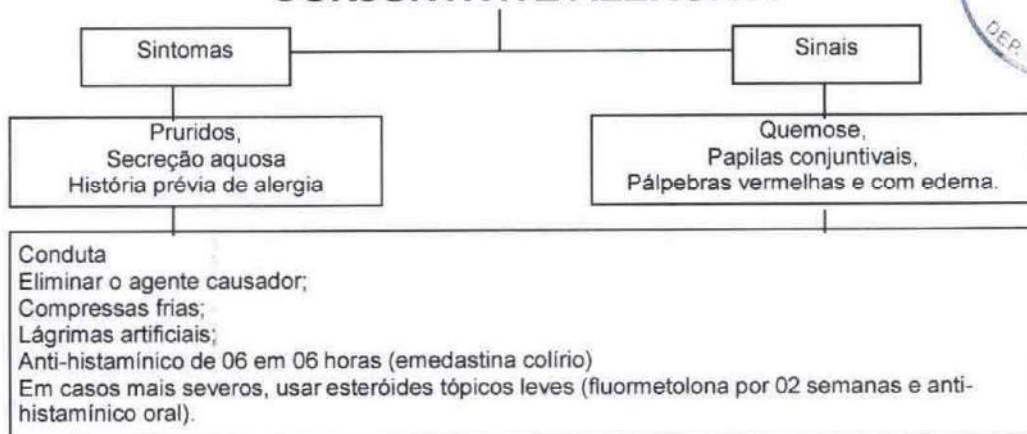 Sintomas
Sinais
DEP.
Pruridos,
Secreção aquosa
História prévia de alergia
Quemose,
Papilas conjuntivais,
Pálpebras vermelhas e com edema.
Conduta
Eliminar o agente causador;
Compressas frias;
Lágrimas artificiais;
Anti-histamínico de 06 em 06 horas (emedastina colírio)
Em casos mais severos, usar esteróides tópicos leves (fluormetolona por 02 semanas e anti-
histamínico oral).